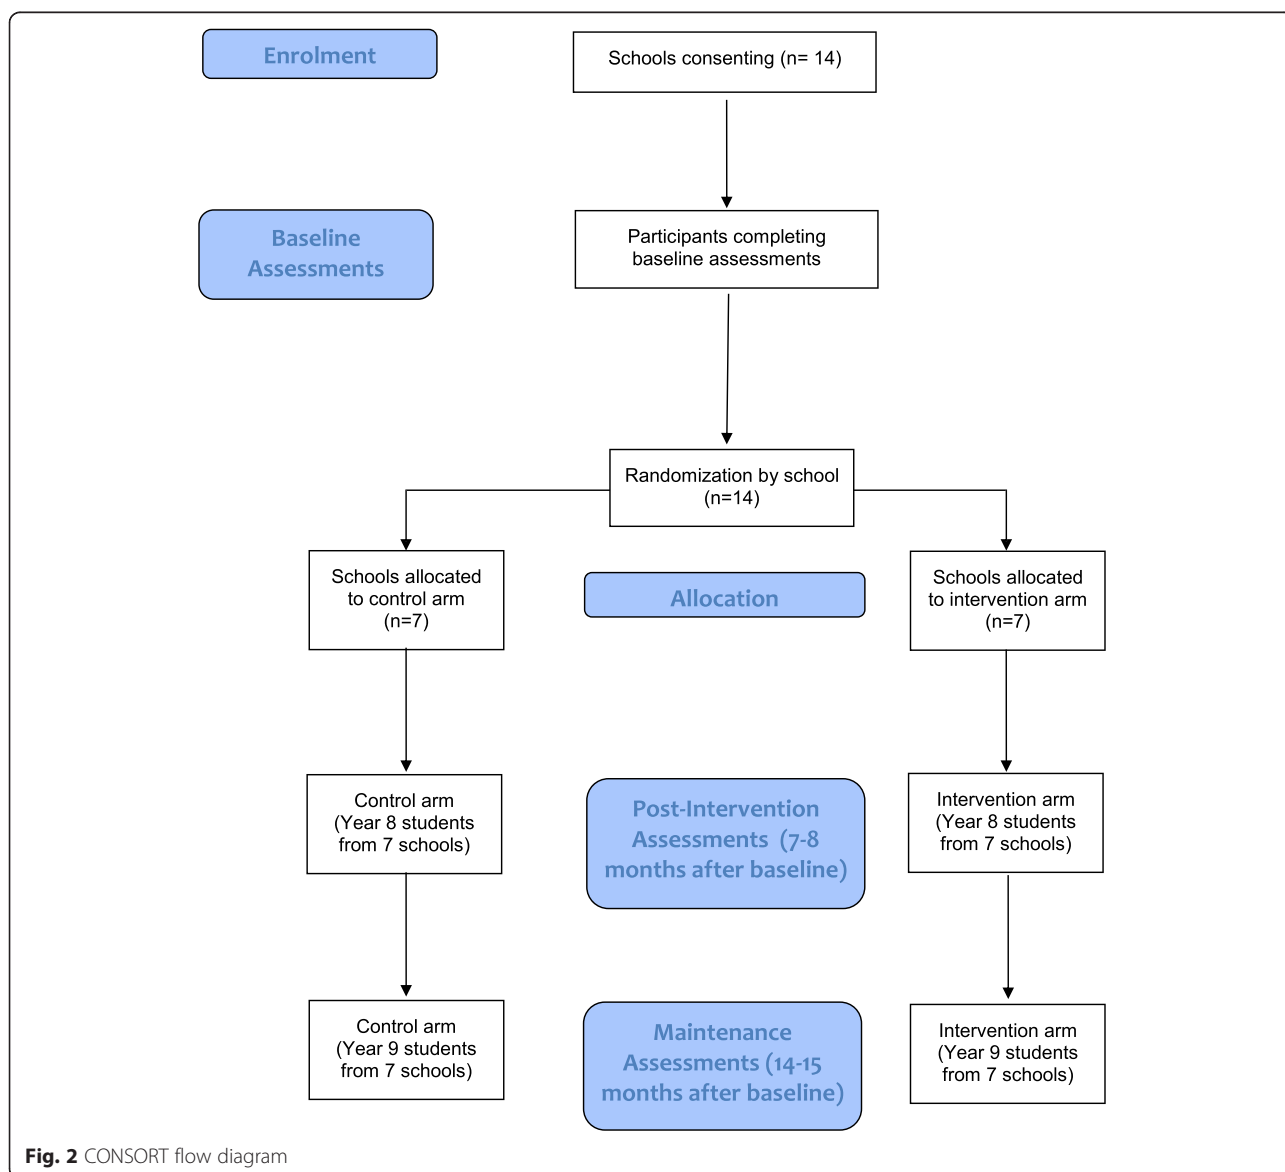 Enrolment
Schools consenting (n= 14)
Baseline
Assessments
Participants completing
baseline assessments
Randomization by school
(n=14)
Schools allocated
to control arm
(n=7)
Allocation
Schools allocated
to intervention arm
(n=7)
Control arm
(Year 8 students
from 7 schools)
Post-Intervention
Assessments (7-8
months after baseline)
Intervention arm
(Year 8 students
from 7 schools)
Control arm
(Year 9 students
from 7 schools)
Maintenance
Assessments (14-15
months after baseline)
Intervention arm
(Year 9 students
from 7 schools)
Fig. 2 CONSORT flow diagram